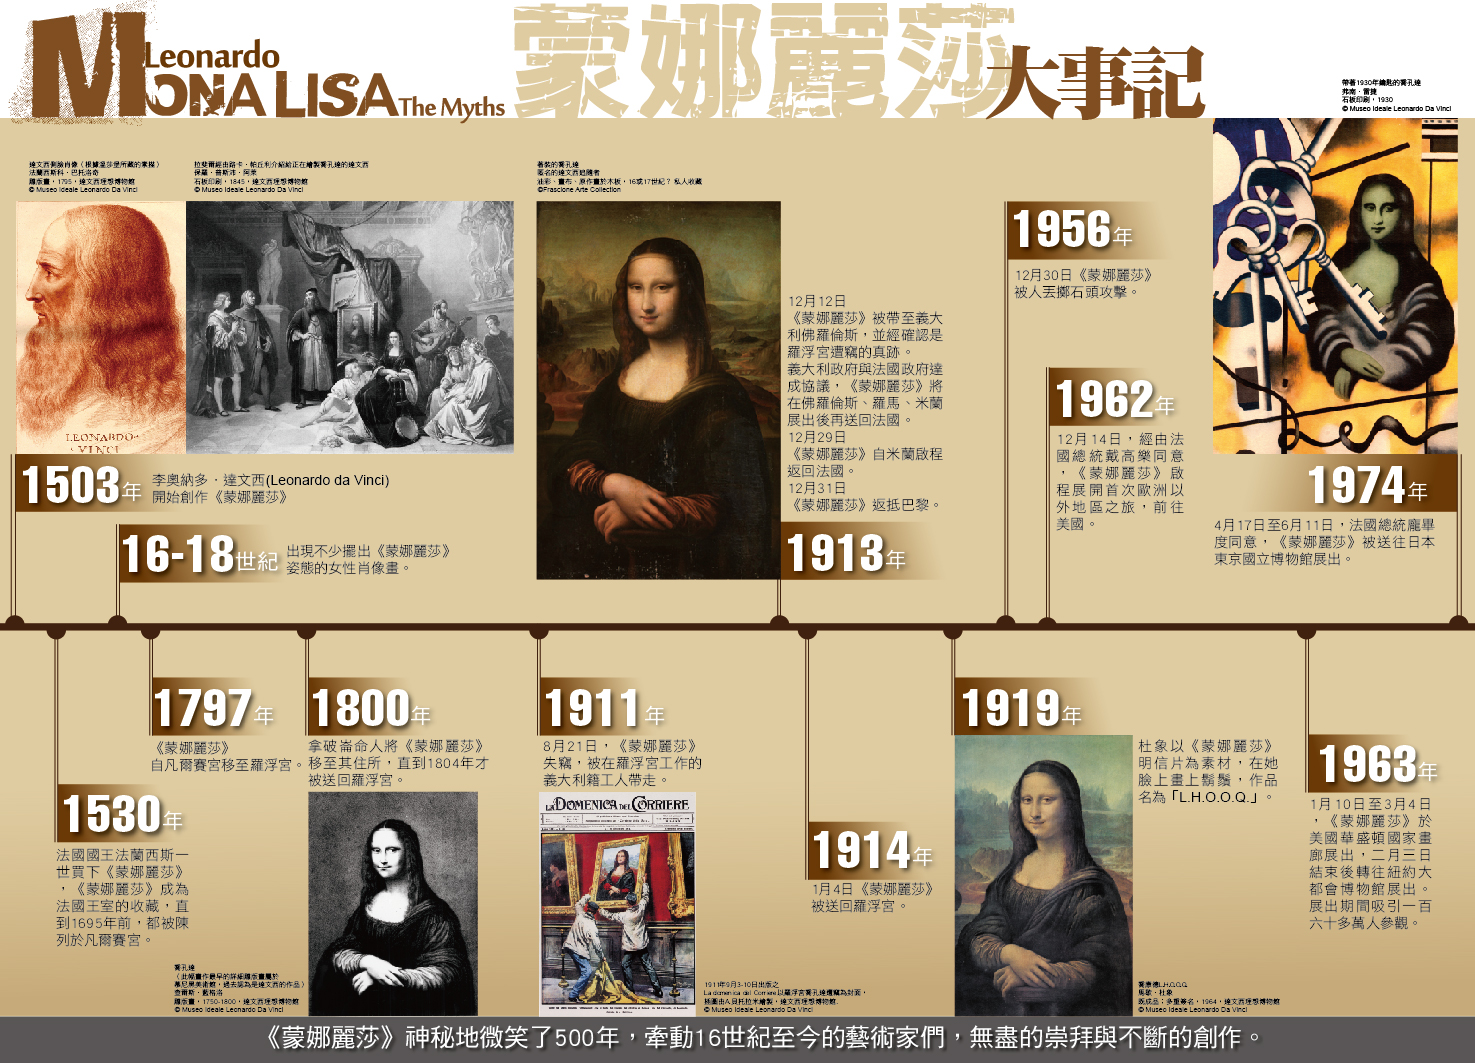 Leonardo
MONA LISA The Myths
蒙娜麗莎大事記
帶著1930年鑰匙的喬孔達
弗南．雷捷
石板印刷，1930
© Museo Ideale Leonardo Da Vinci
達文西側臉肖像（根據溫莎堡所藏的素描）
法蘭西斯科．巴托洛奇
雕版畫，1795，達文西理想博物館
© Museo Ideale Leonardo Da Vinci
拉斐爾經由路卡．帕丘利介紹給正在繪製喬孔達的達文西
保羅．普斯沛．阿萊
石板印刷，1845，達文西理想博物館
© Museo Ideale Leonardo Da Vinci
著裝的喬孔達
匿名的達文西追隨者
油彩．畫布、原作畫於木板，16或17世紀？ 私人收藏
©Frascione Arte Collection
LEONARDO
VINCI
1503年
李奧納多．達文西(Leonardo da Vinci)
開始創作《蒙娜麗莎》
16-18世紀
出現不少擺出《蒙娜麗莎》
姿態的女性肖像畫。
12月12日
《蒙娜麗莎》被帶至義大
利佛羅倫斯，並經確認是
羅浮宮遭竊的真跡。
義大利政府與法國政府達
成協議，《蒙娜麗莎》將
在佛羅倫斯、羅馬、米蘭
展出後再送回法國。
12月29日
《蒙娜麗莎》自米蘭啟程
返回法國。
12月31日
《蒙娜麗莎》返抵巴黎。
1913年
1956年
12月30日《蒙娜麗莎》
被人丟擲石頭攻擊。
1962年
12月14日，經由法
國總統戴高樂同意
，《蒙娜麗莎》啟
程展開首次歐洲以
外地區之旅，前往
美國。
1974年
4月17日至6月11日，法國總統龐畢
度同意，《蒙娜麗莎》被送往日本
東京國立博物館展出。
1530年
法國國王法蘭西斯一
世買下《蒙娜麗莎》
，《蒙娜麗莎》成為
法國王室的收藏，直
到1695年前，都被陳
列於凡爾賽宮。
1797年
《蒙娜麗莎》
自凡爾賽宮移至羅浮宮。
1800年
拿破崙命人將《蒙娜麗莎》
移至其住所，直到1804年才
被送回羅浮宮。
喬孔達
（此幅畫作最早的詳細雕版畫屬於
慕尼黑美術館，過去認為是達文西的作品）
查爾斯．藍格洛
雕版畫，1750-1800，達文西理想博物館
© Museo Ideale Leonardo Da Vinci
1911年
8月21日，《蒙娜麗莎》
失竊，被在羅浮宮工作的
義大利籍工人帶走。
LA DOMENICA DEL CORRIERE
1911年9月3-10日出版之
La domenica del Corriere以羅浮宮喬孔達遭竊為封面，
插圖由A.貝托拉米繪製，達文西理想博物館.
© Museo Ideale Leonardo Da Vinci
1914年
1月4日《蒙娜麗莎》
被送回羅浮宮。
1919年
杜象以《蒙娜麗莎》
明信片為素材，在她
臉上畫上鬍鬚，作品
名為「L.H.O.O.Q.」。
喬康德L.H.O.O.Q.
馬歇．杜象
既成品；多重簽名，1964，達文西理想博物館
© Museo Ideale Leonardo Da Vinci
1963年
1月10日至3月4日
，《蒙娜麗莎》於
美國華盛頓國家畫
廊展出，二月三日
結束後轉往紐約大
都會博物館展出。
展出期間吸引一百
六十多萬人參觀。
《蒙娜麗莎》神秘地微笑了500年，牽動16世紀至今的藝術家們，無盡的崇拜與不斷的創作。